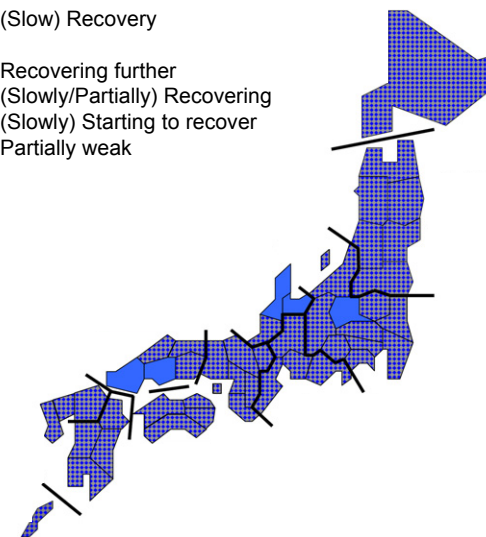 (Slow) Recovery
Recovering further
(Slowly/Partially) Recovering
(Slowly) Starting to recover
Partially weak